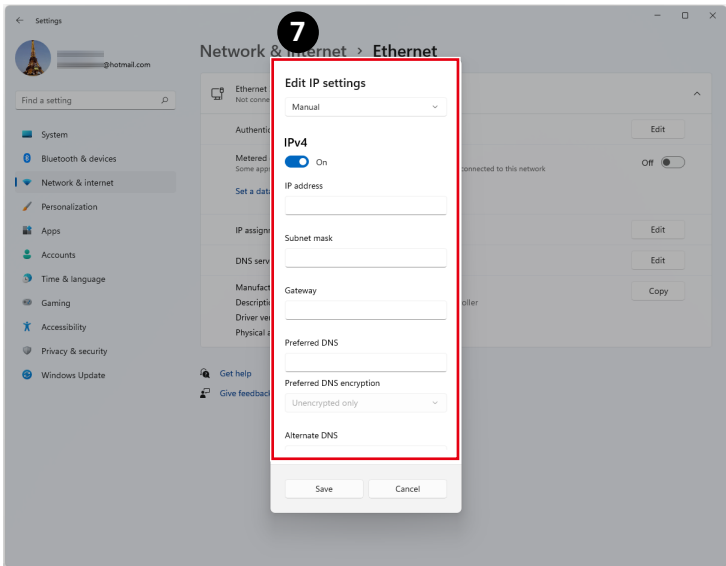 Settings
@hotmail.com
Find a setting
System
Bluetooth & devices
Network & internet
Personalization
Apps
Accounts
Time & language
Gaming
Accessibility
Privacy & security
Windows Update
7
Network & internet > Ethernet
Ethernet
Not conne
Authentic
Edit
Metered
Some apps
connected to this network
Off
Set a data
IP assignm
Edit
DNS serv
Edit
Manufact
Copy
Descripti
oller
Driver ver
Physical a
Get help
Give feedback
Edit IP settings
Manual
IPv4
On
IP address
Subnet mask
Gateway
Preferred DNS
Preferred DNS encryption
Unencrypted only
Alternate DNS
Save
Cancel